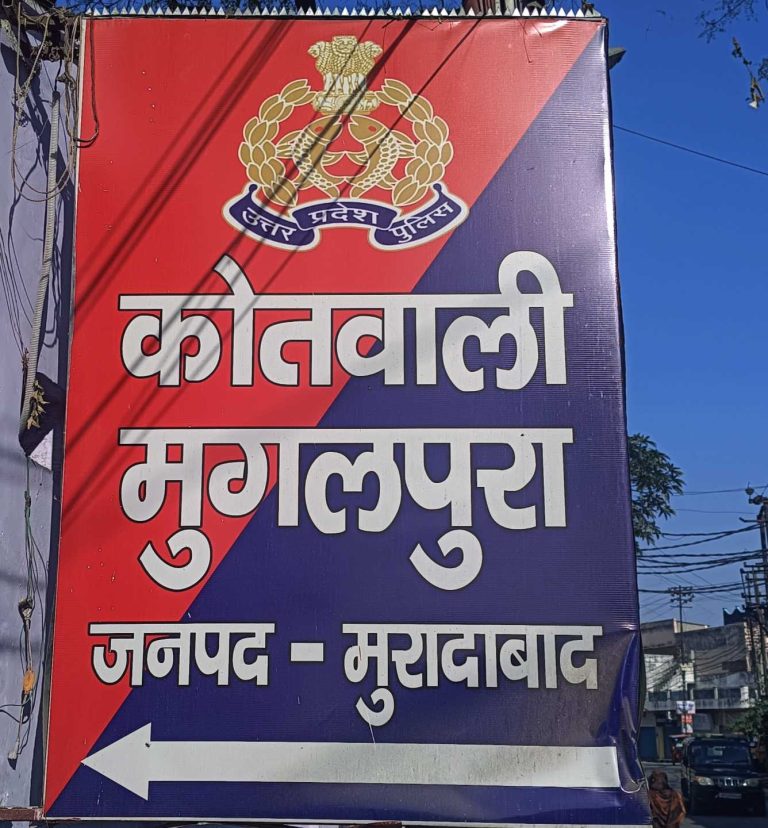 उत्तर प्रदेश पुलिस
कोतवाली
मुगलपुरा
जनपद - मुरादाबाद